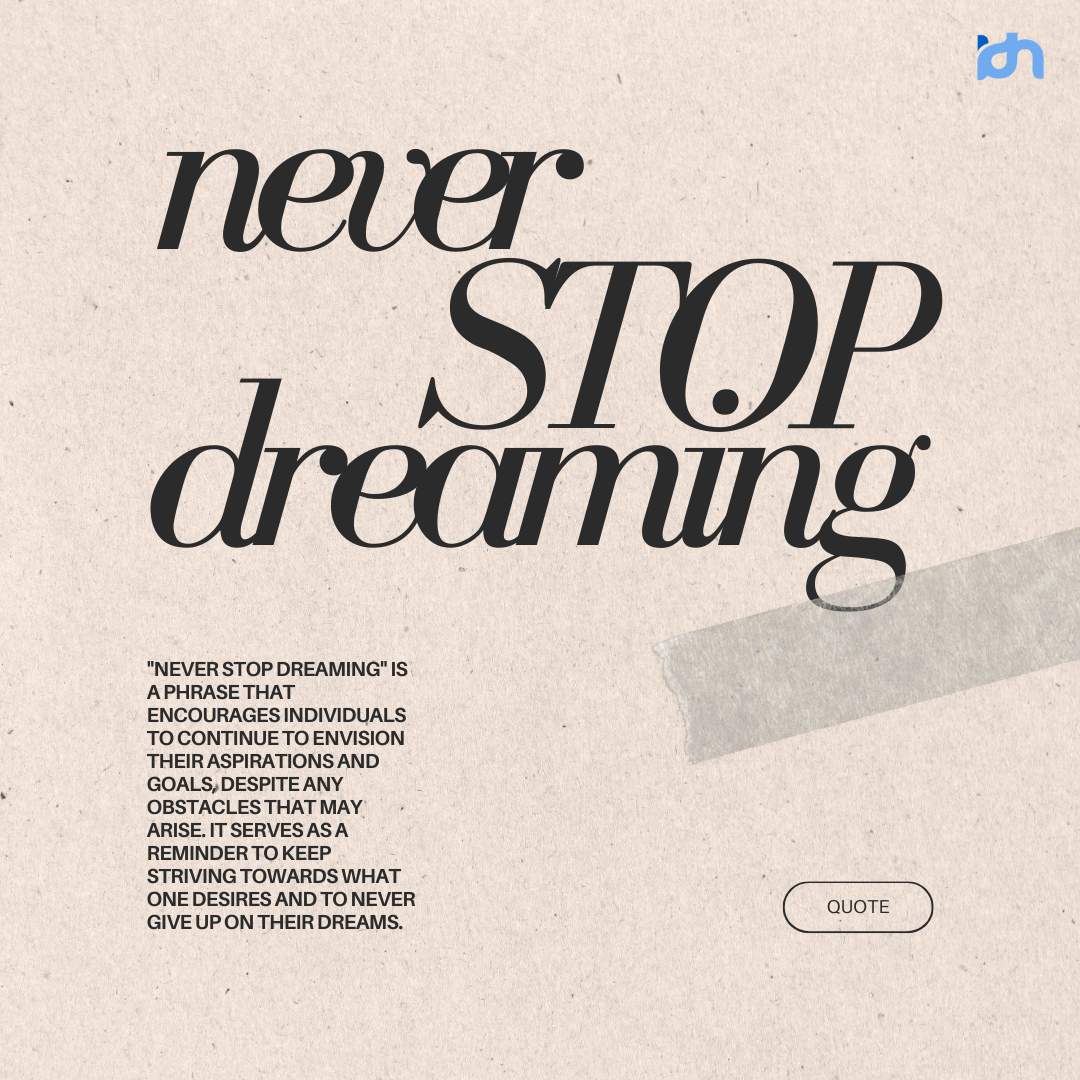 never
STOP
dreaming
"NEVER STOP DREAMING" IS
A PHRASE THAT
ENCOURAGES INDIVIDUALS
TO CONTINUE TO ENVISION
THEIR ASPIRATIONS AND
GOALS, DESPITE ANY
OBSTACLES THAT MAY
ARISE. IT SERVES AS A
REMINDER TO KEEP
STRIVING TOWARDS WHAT
ONE DESIRES AND TO NEVER
GIVE UP ON THEIR DREAMS.
QUOTE